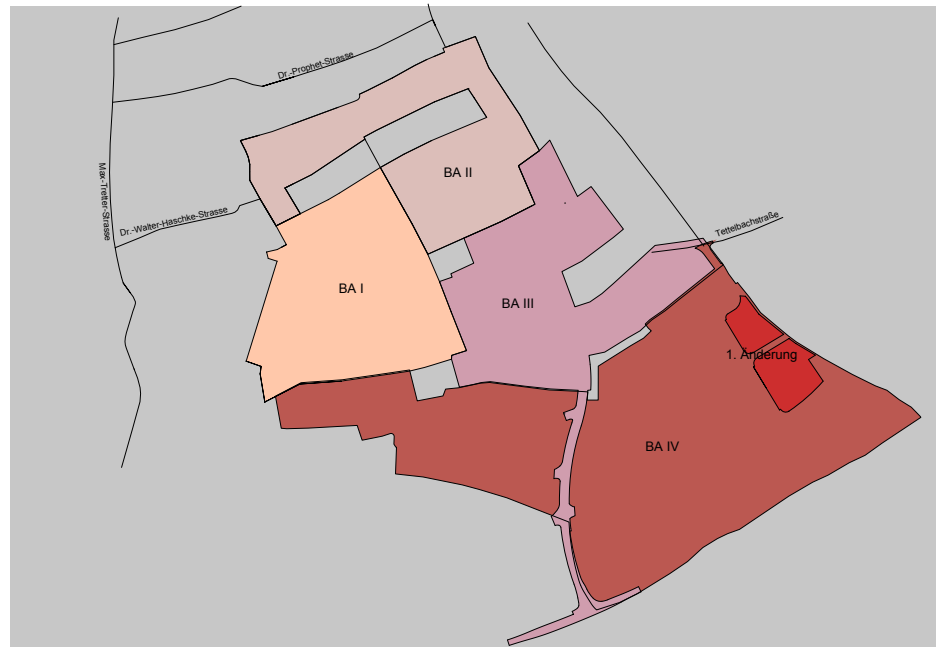 Dr.-Prophet-Strasse
BA II
Max-Tretter-Strasse
Dr.-Walter-Haschke-Strasse
Tettelbachstraße
BA I
BA III
1. Änderung
BA IV